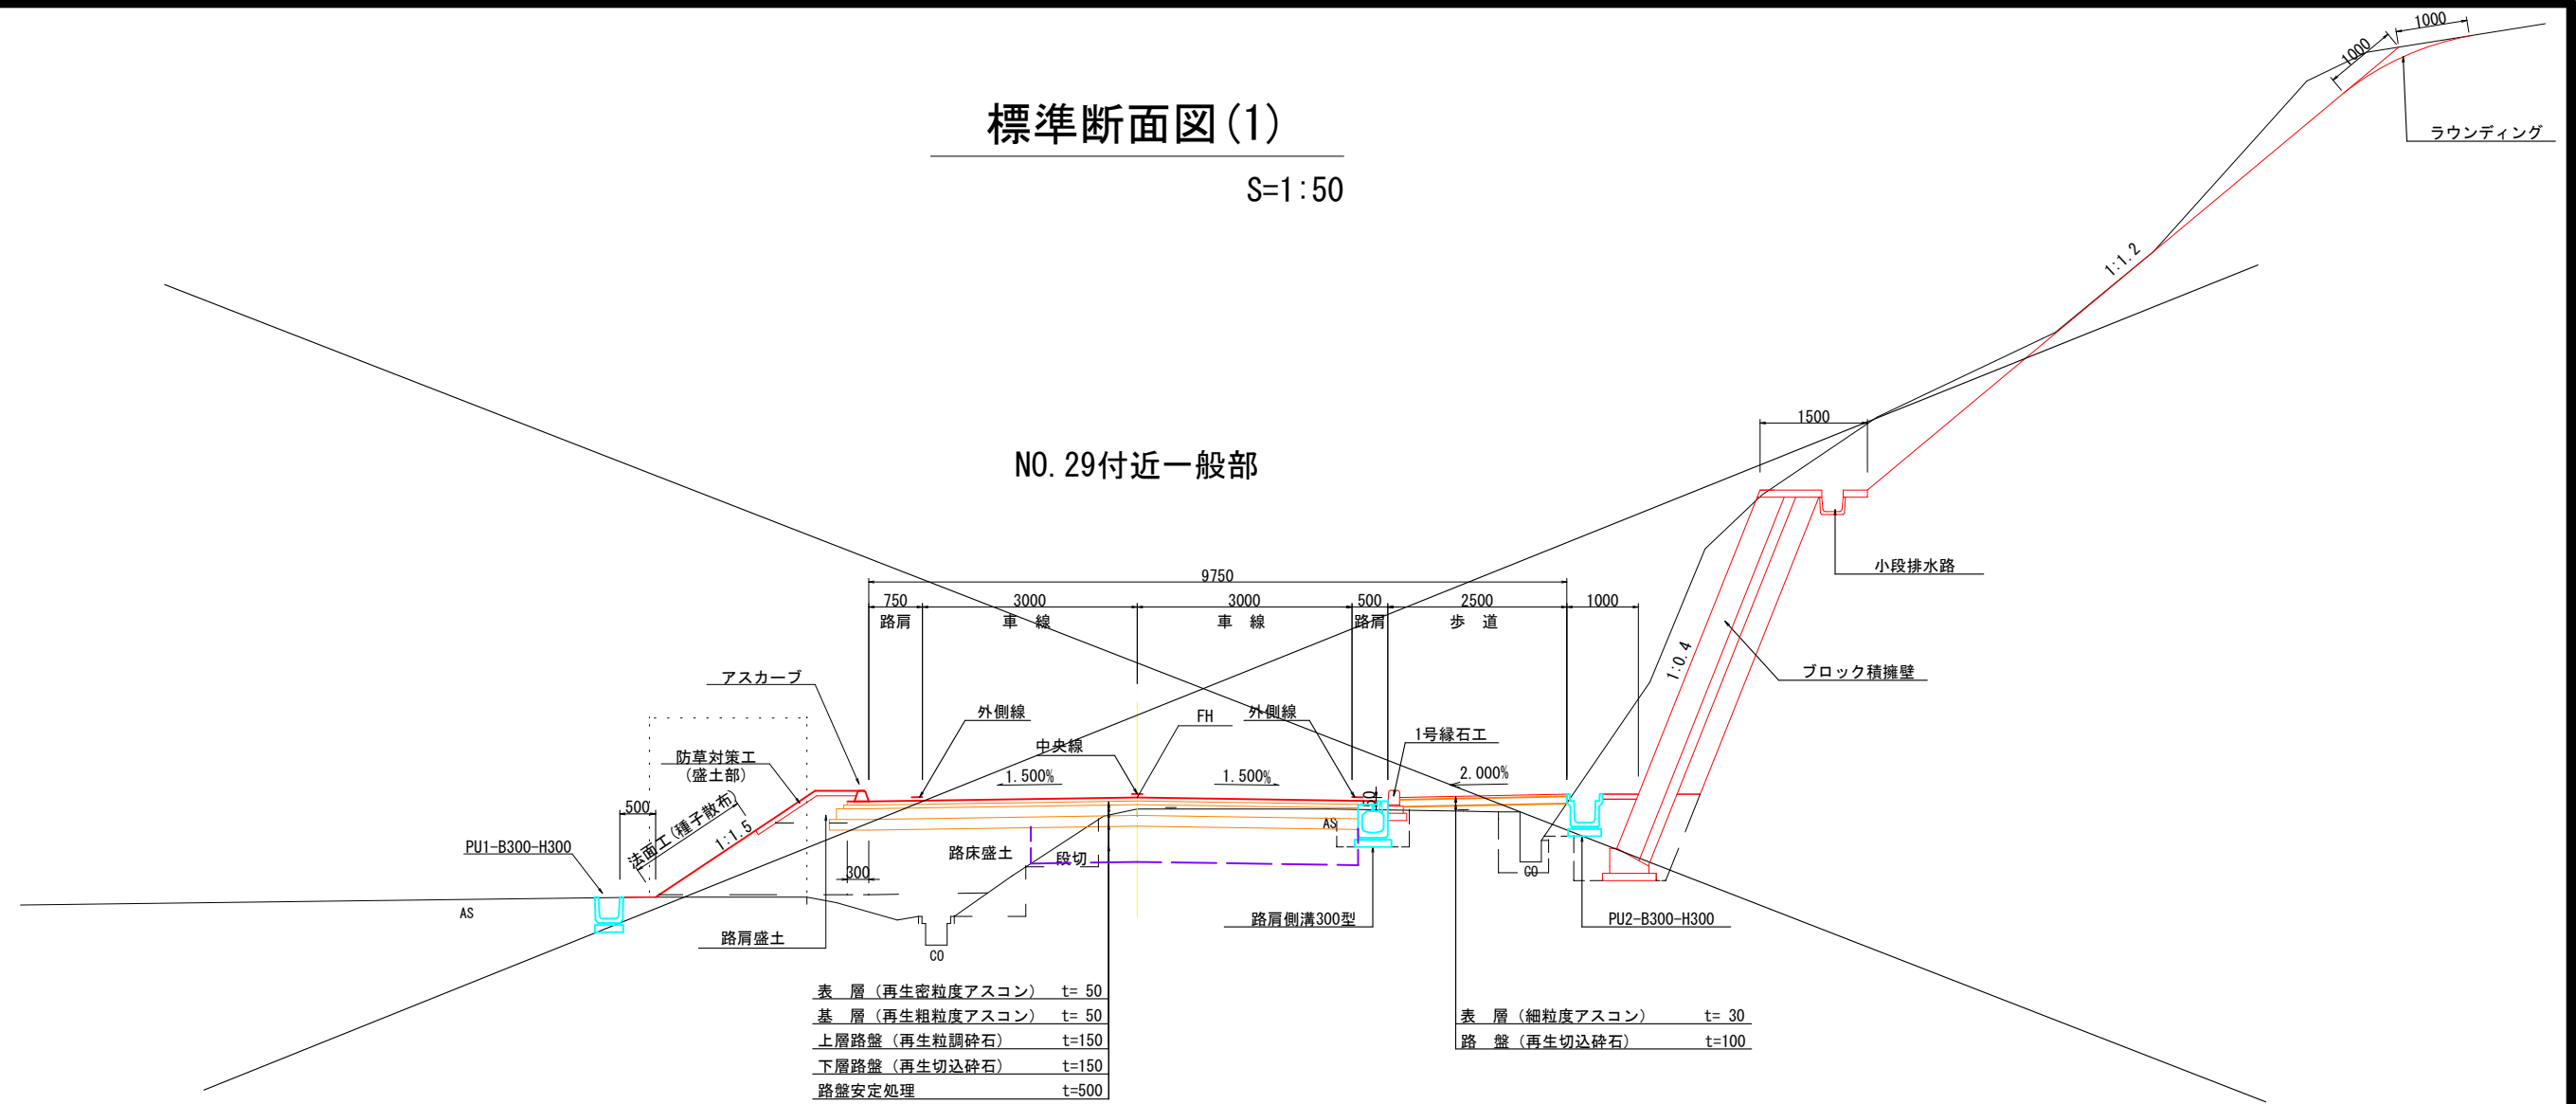 標準断面図(1)
S=1:50
1000
1000
ラウンディング
1:1.2
NO.29付近一般部
1500
小段排水路
9750
750
3000
3000
500
2500
1000
路肩
車 線
車 線
路肩
歩 道
1:0.4
ブロック積擁壁
アスカーブ
外側線
FH
外側線
1号縁石工
中央線
防草対策工
(盛土部)
1.500%
1.500%
2.000%
500
法面工(種子散布)
1:1.5
50
AS
PU1-B300-H300
路床盛土
段切
300
CO
AS
路肩盛土
CO
路肩側溝300型
PU2-B300-H300
表 層 (再生密粒度アスコン) t= 50
基 層 (再生粗粒度アスコン) t= 50
上層路盤 (再生粒調砕石) t=150
下層路盤 (再生切込砕石) t=150
路盤安定処理 t=500
表 層 (細粒度アスコン) t= 30
路 盤 (再生切込砕石) t=100